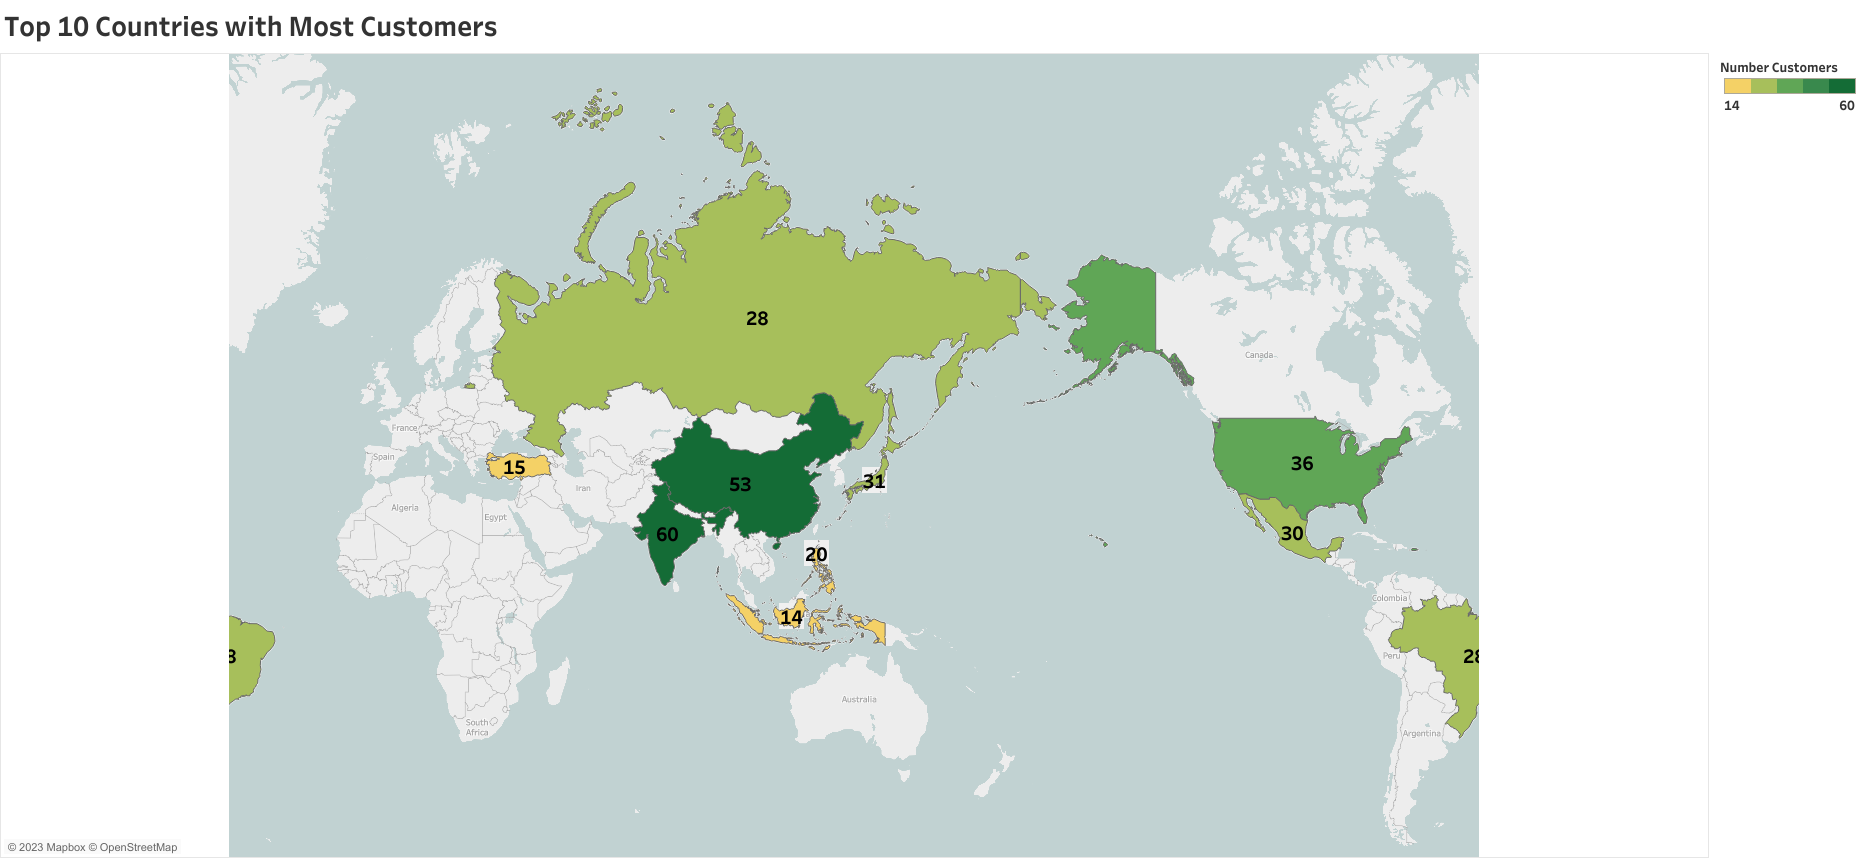 Top 10 Countries with Most Customers
Number Customers
14 60
28
Canada
France
Spain
15
Iran
Algeria
Egypt
53
31
36
60
30
20
14
Colombia
8
Peru
28
Australia
South
Africa
Argentina
© 2023 Mapbox © OpenStreetMap